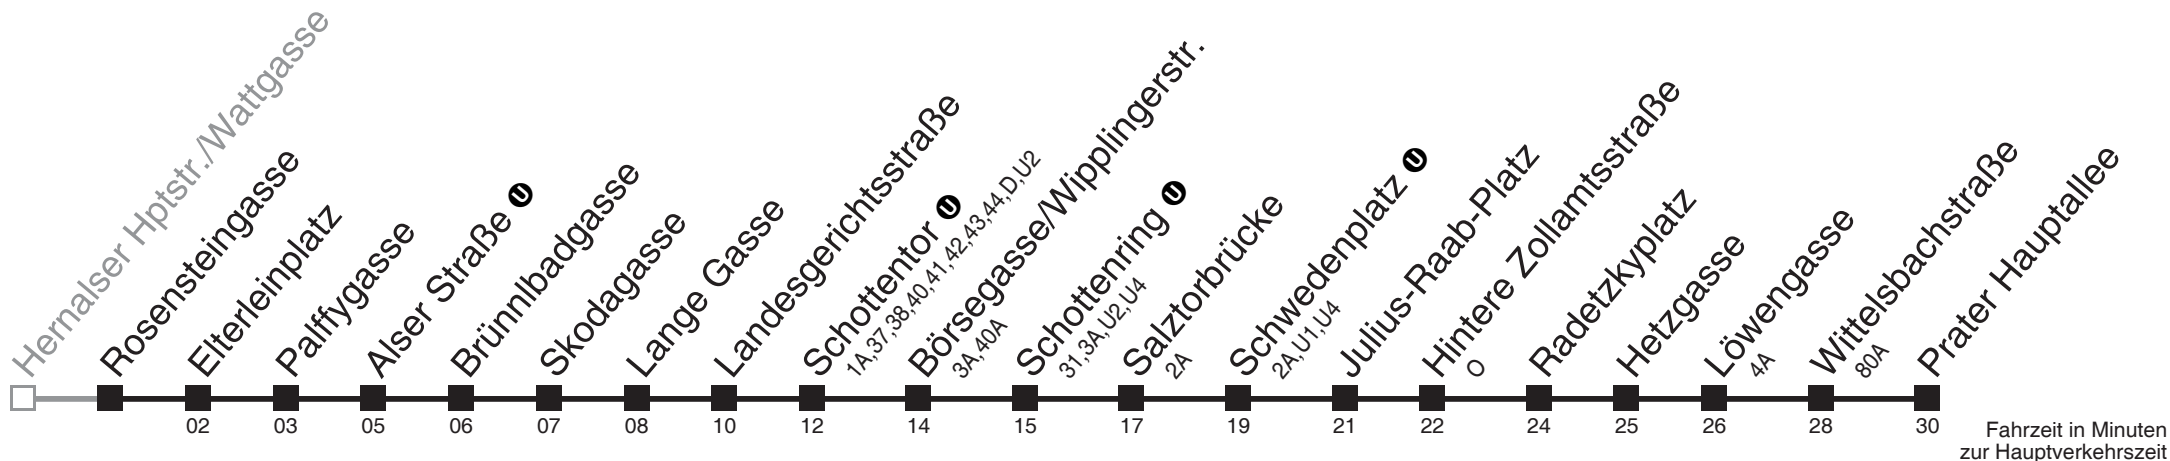 Hernalser Hptstr./Wattgasse
Rosensteingasse
Elterleinplatz
Palffygasse
Alser Straße U
Brünnlbadgasse
Skodagasse
Lange Gasse
Landesgerichtsstraße
Schottentor U
1A,37,38,40,41,42,43,44,D,U2
Börsegasse/Wipplingerstr.
3A,40A
Schottenring U
31,3A,U2,U4
Salztorbrücke
2A
Schwedenplatz U
2A,U1,U4
Julius-Raab-Platz
Hintere Zollamtsstraße
O
Radetzkyplatz
Hetzgasse
Löwengasse
4A
Wittelsbachstraße
80A
Prater Hauptallee
02 03 05 06 07 08 10 12 14 15 17 19 21 22 24 25 26 28 30
Fahrzeit in Minuten
zur Hauptverkehrszeit